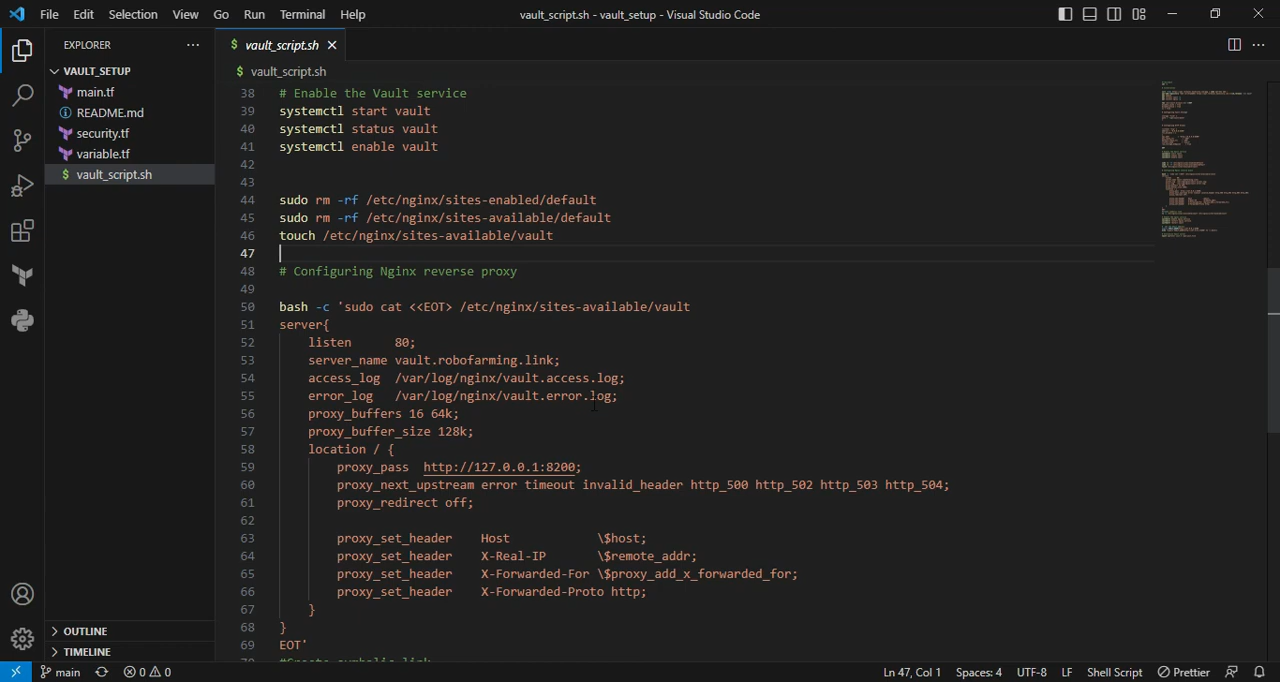 File Edit Selection View Go Run Terminal Help
vault_script.sh - vault_setup - Visual Studio Code
EXPLORER
VAULT_SETUP
main.tf
README.md
security.tf
variable.tf
$ vault_script.sh
OUTLINE
TIMELINE
$ vault_script.sh
$ vault_script.sh
38 # Enable the Vault service
39 systemctl start vault
40 systemctl status vault
41 systemctl enable vault
42
43
44 sudo rm -rf /etc/nginx/sites-enabled/default
45 sudo rm -rf /etc/nginx/sites-available/default
46 touch /etc/nginx/sites-available/vault
47
48 # Configuring Nginx reverse proxy
49
50 bash -c 'sudo cat <<EOT> /etc/nginx/sites-available/vault
51 server{
52 listen 80;
53 server_name vault.robofarming.link;
54 access_log /var/log/nginx/vault.access.log;
55 error_log /var/log/nginx/vault.error.log;
56 proxy_buffers 16 64k;
57 proxy_buffer_size 128k;
58 location / {
59 proxy_pass http://127.0.0.1:8200;
60 proxy_next_upstream error timeout invalid_header http_500 http_502 http_503 http_504;
61 proxy_redirect off;
62
63 proxy_set_header Host \$host;
64 proxy_set_header X-Real-IP \$remote_addr;
65 proxy_set_header X-Forwarded-For \$proxy_add_x_forwarded_for;
66 proxy_set_header X-Forwarded-Proto http;
67 }
68 }
69 EOT'
70 #Create symbolic link
main 0 0 Ln 47, Col 1 Spaces: 4 UTF-8 LF Shell Script Prettier